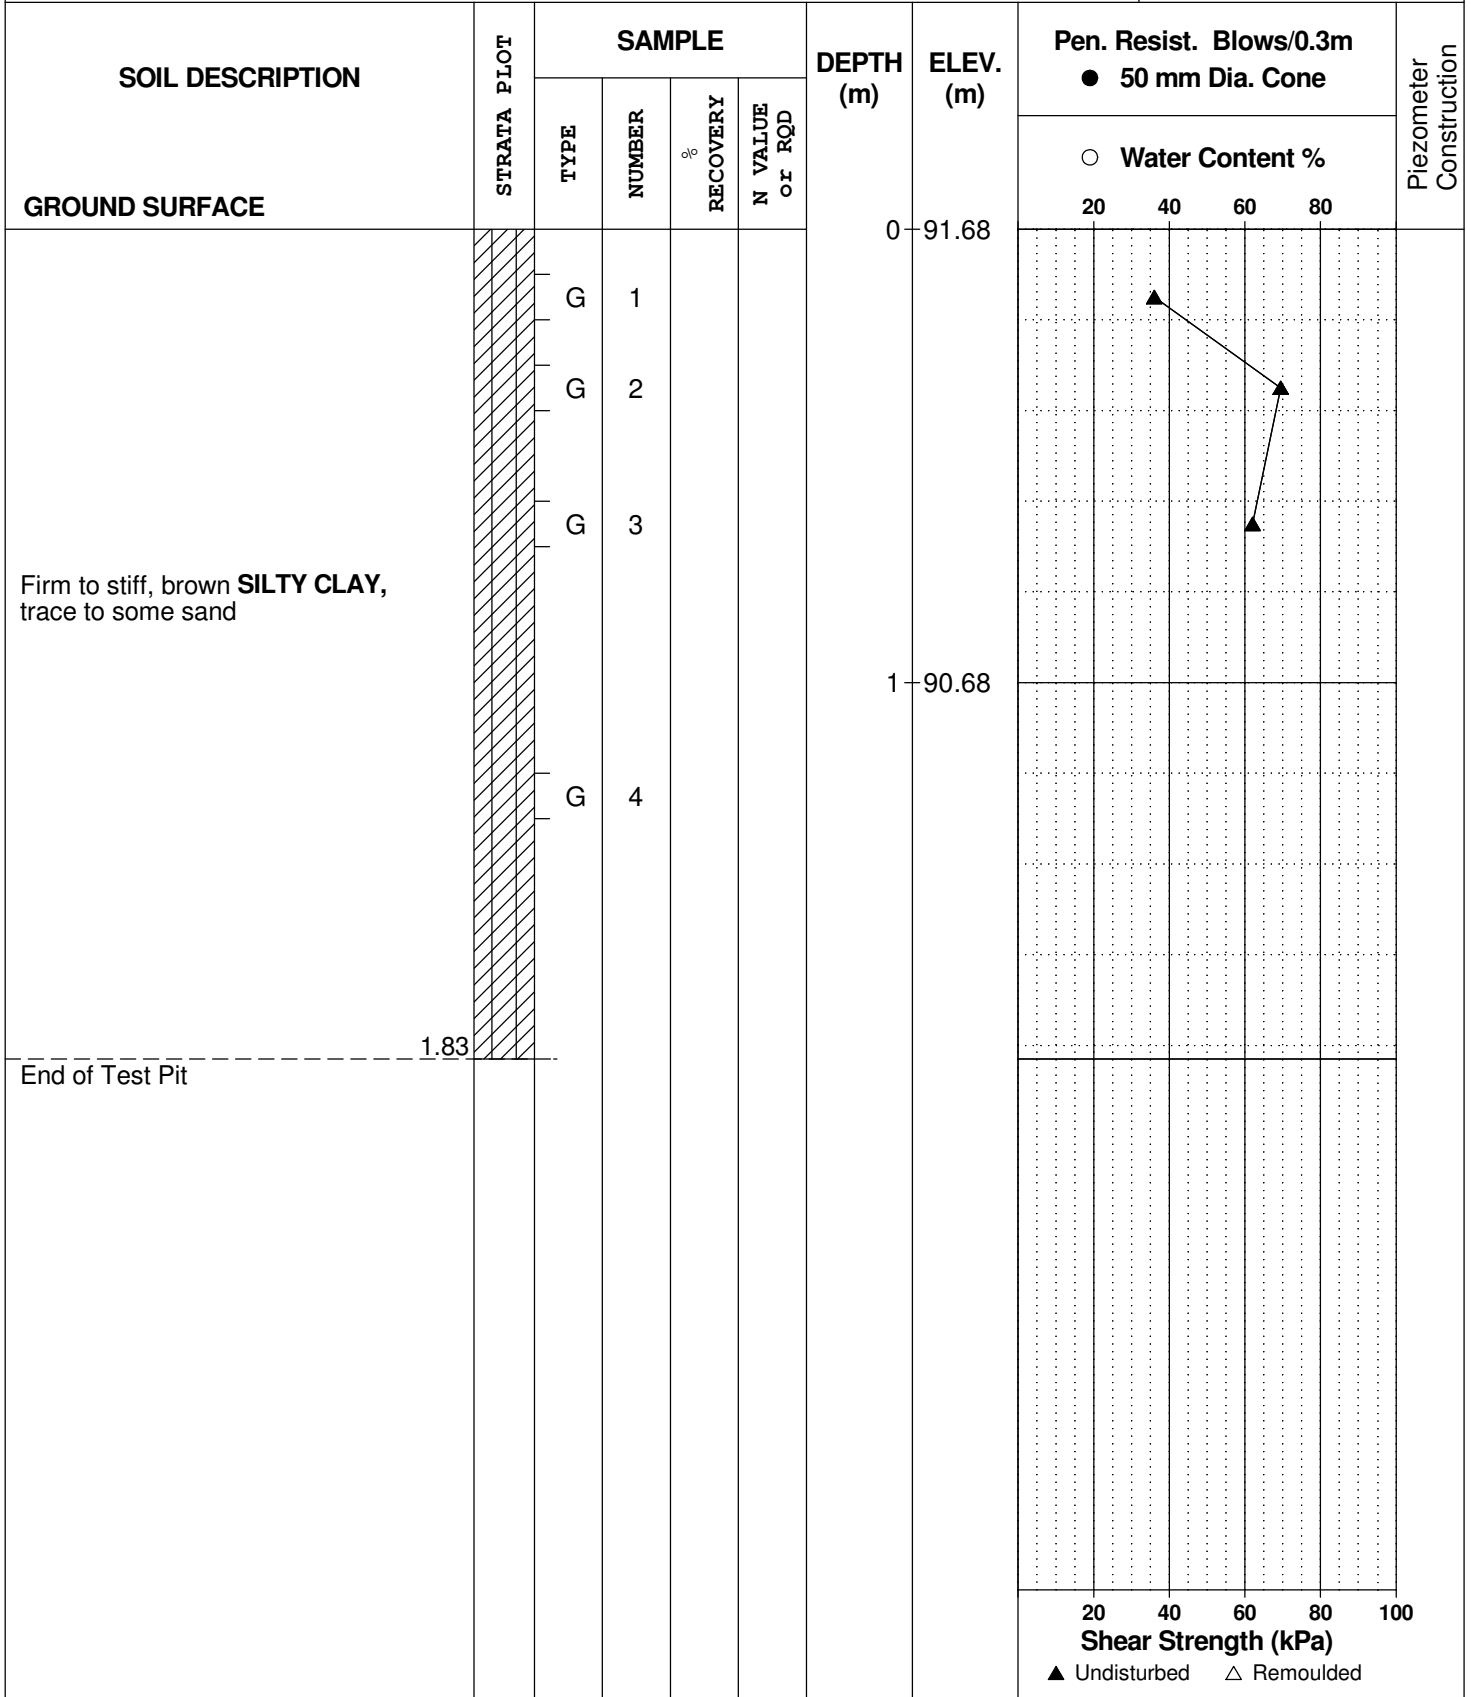 SOIL DESCRIPTION
GROUND SURFACE
STRATA PLOT
SAMPLE
TYPE
NUMBER
%
RECOVERY
N VALUE
or RQD
DEPTH
(m)
ELEV.
(m)
Pen. Resist. Blows/0.3m
● 50 mm Dia. Cone
○ Water Content %
20 40 60 80
Piezometer
Construction
0 91.68
G 1
G 2
G 3
Firm to stiff, brown SILTY CLAY,
trace to some sand
1 90.68
G 4
1.83
End of Test Pit
20 40 60 80 100
Shear Strength (kPa)
▲ Undisturbed △ Remoulded